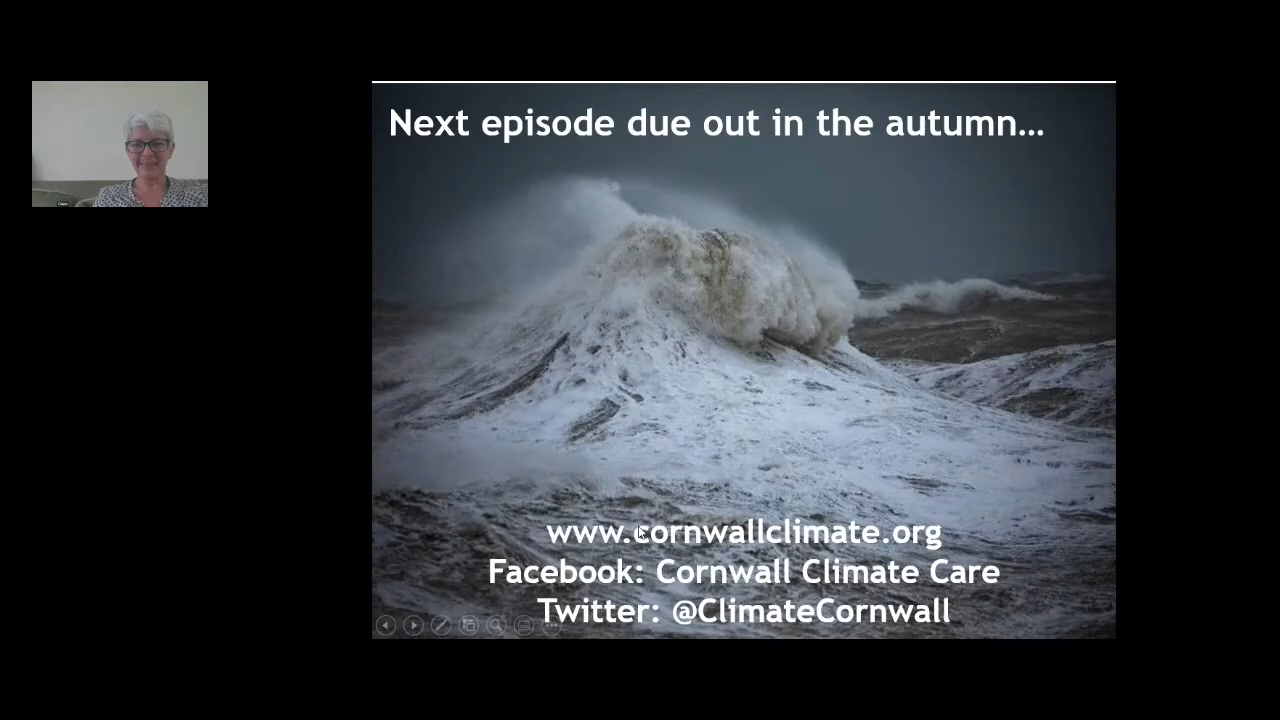 Next episode due out in the autumn...
www.cornwallclimate.org
Facebook: Cornwall Climate Care
Twitter: @ClimateCornwall